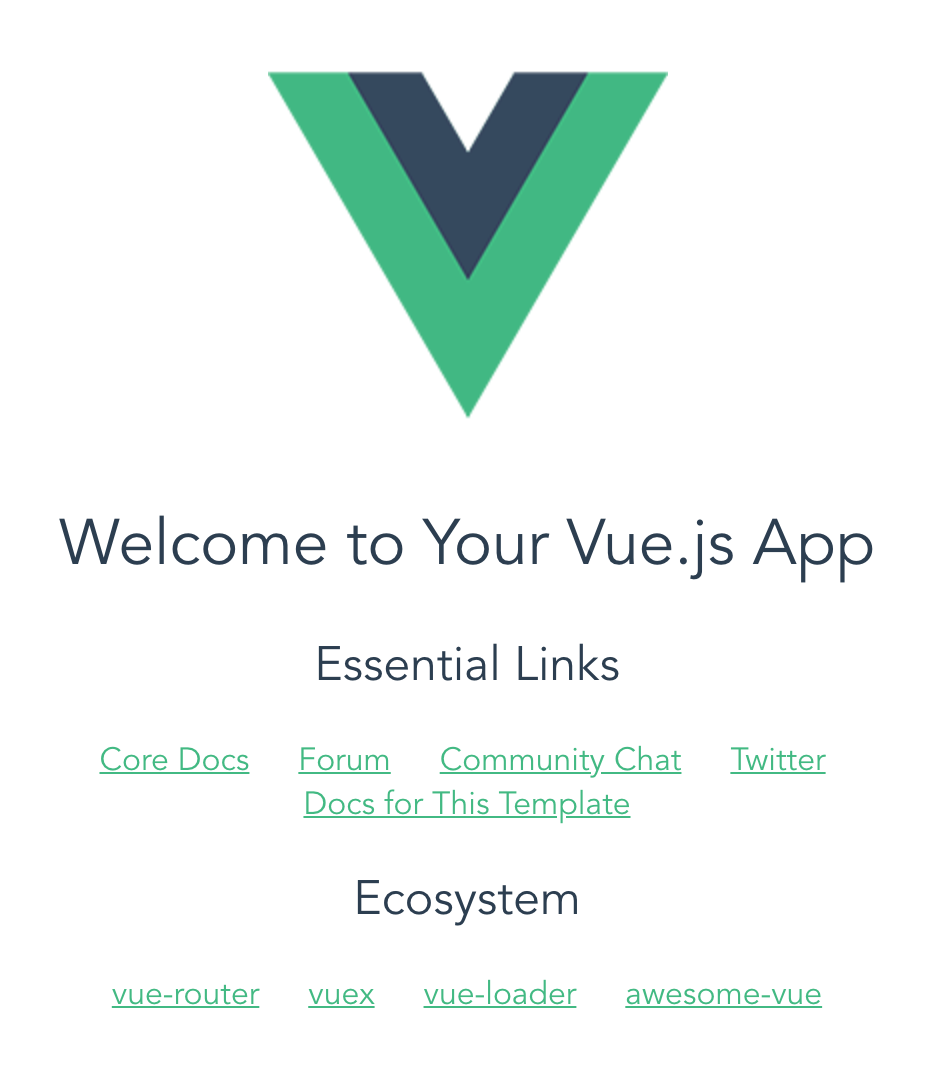 Welcome to Your Vue.js App
Essential Links
Core Docs Forum Community Chat Twitter
Docs for This Template
Ecosystem
vue-router vuex vue-loader awesome-vue